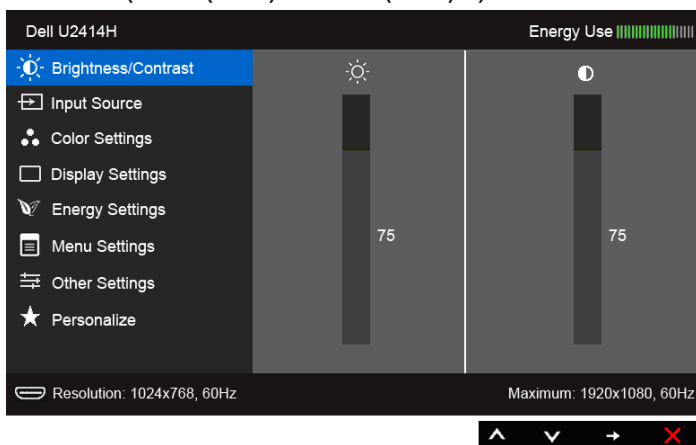 Dell U2414H
Energy Use
Brightness/Contrast
Input Source
Color Settings
Display Settings
Energy Settings
Menu Settings
Other Settings
Personalize
75
75
Resolution: 1024x768, 60Hz
Maximum: 1920x1080, 60Hz